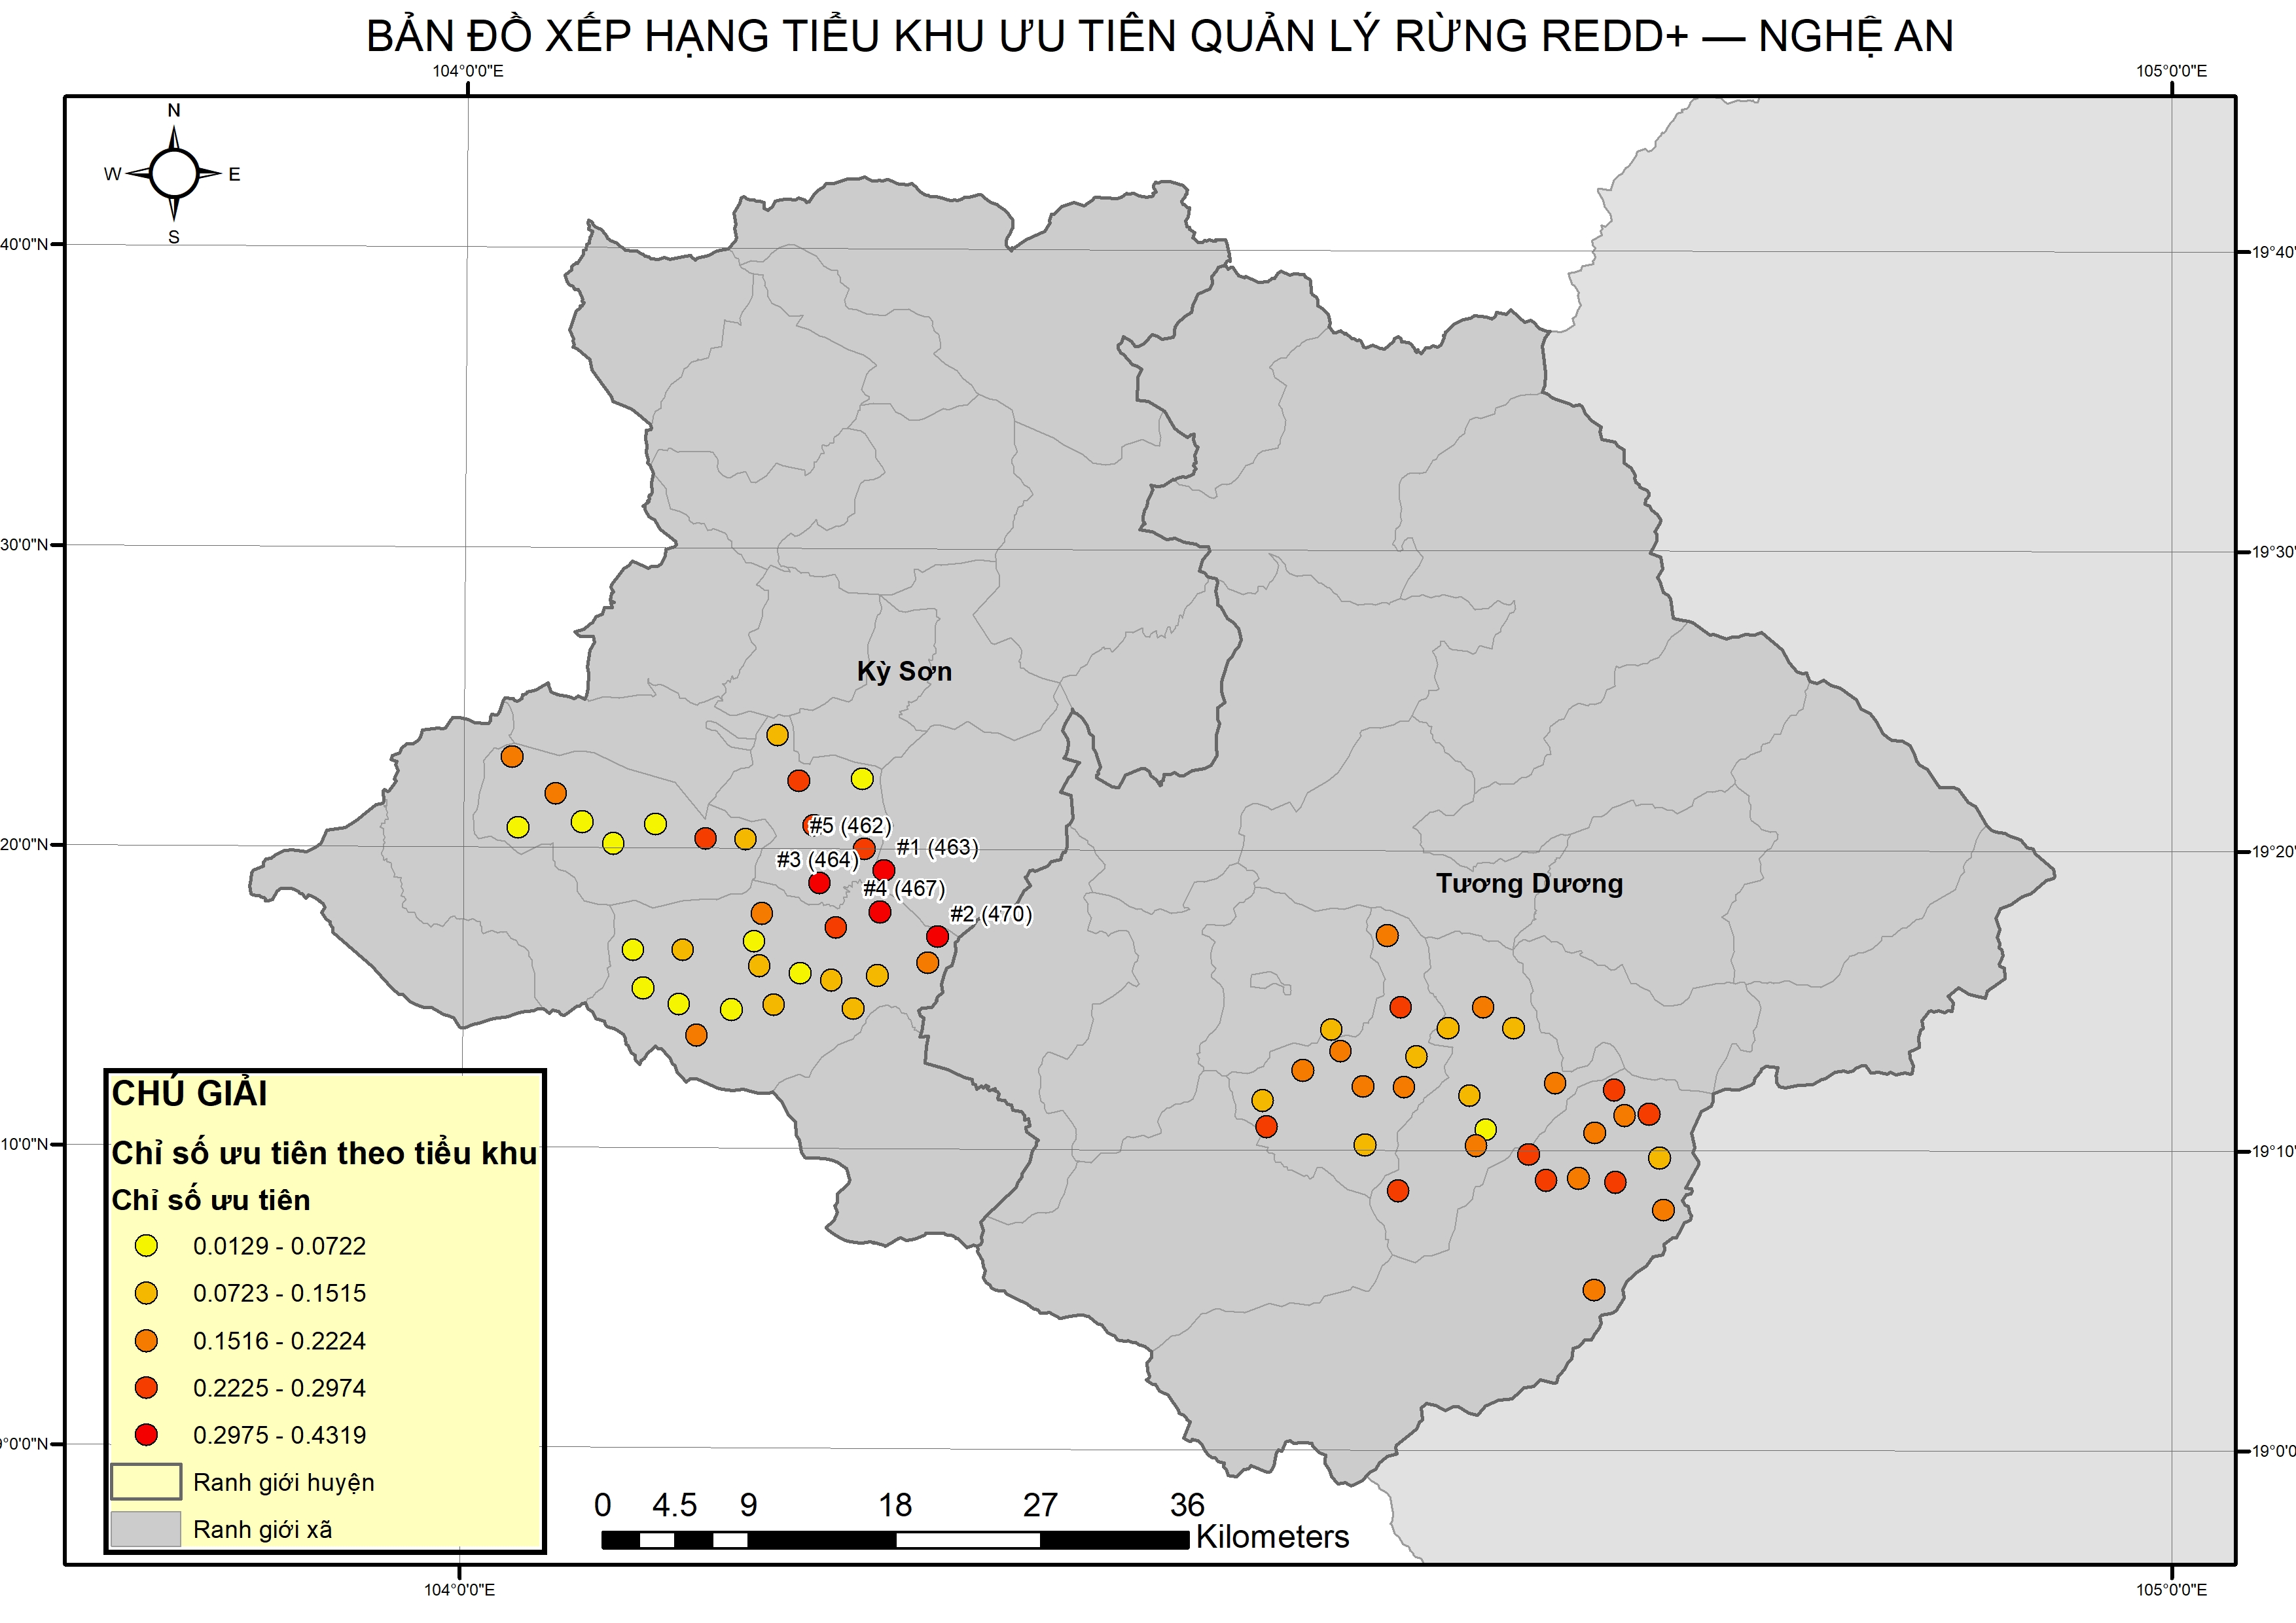 BẢN ĐỒ XẾP HẠNG TIỂU KHU ƯU TIÊN QUẢN LÝ RỪNG REDD+ — NGHỆ AN
104°0'0"E
105°0'0"E
N
W
E
S
40'0"N
19°40'
30'0"N
19°30'
Kỳ Sơn
#5 (462)
#1 (463)
#3 (464)
20'0"N
19°20'
#4 (467)
Tương Dương
#2 (470)
10'0"N
19°10'
CHÚ GIẢI
Chỉ số ưu tiên theo tiểu khu
Chỉ số ưu tiên
0.0129 - 0.0722
0.0723 - 0.1515
0.1516 - 0.2224
0.2225 - 0.2974
0.2975 - 0.4319
Ranh giới huyện
Ranh giới xã
9°0'0"N
19°0'0
0 4.5 9 18 27 36
Kilometers
104°0'0"E
105°0'0"E